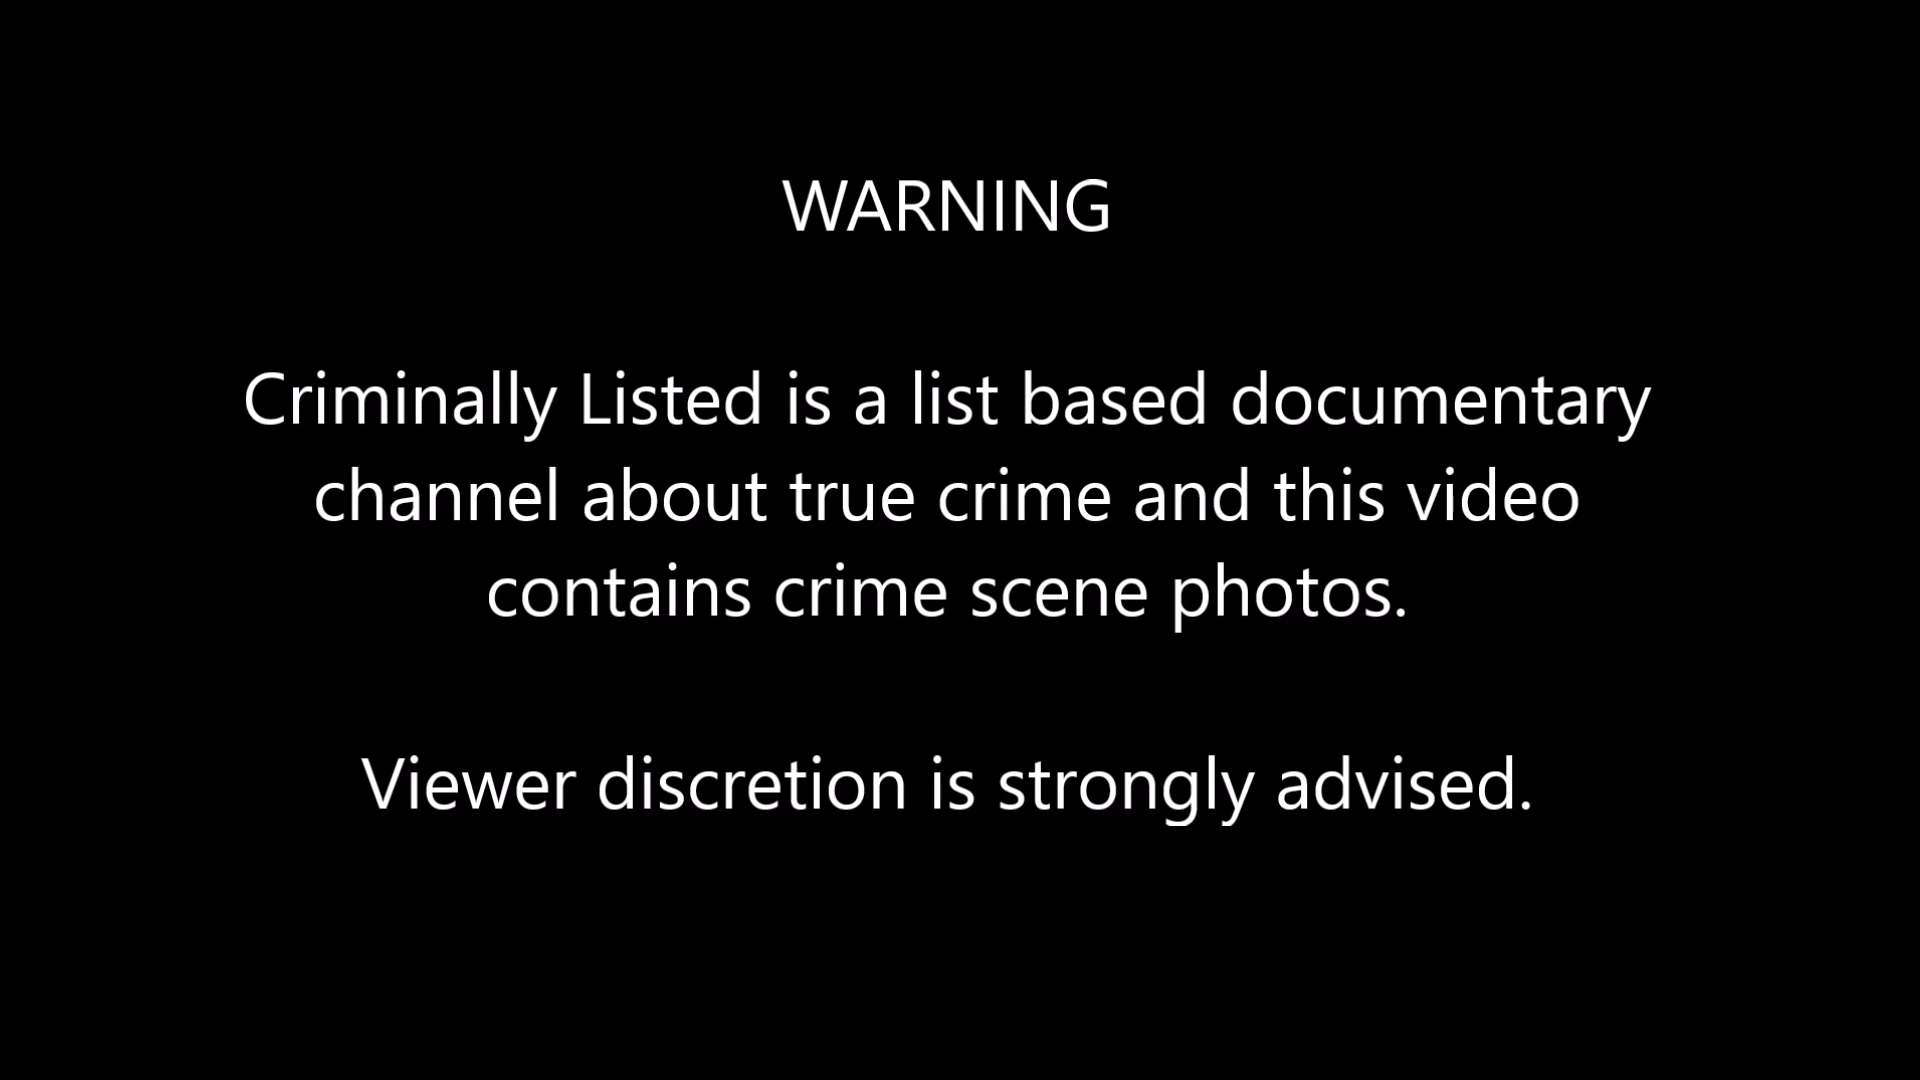 WARNING
Criminally Listed is a list based documentary
channel about true crime and this video
contains crime scene photos.
Viewer discretion is strongly advised.